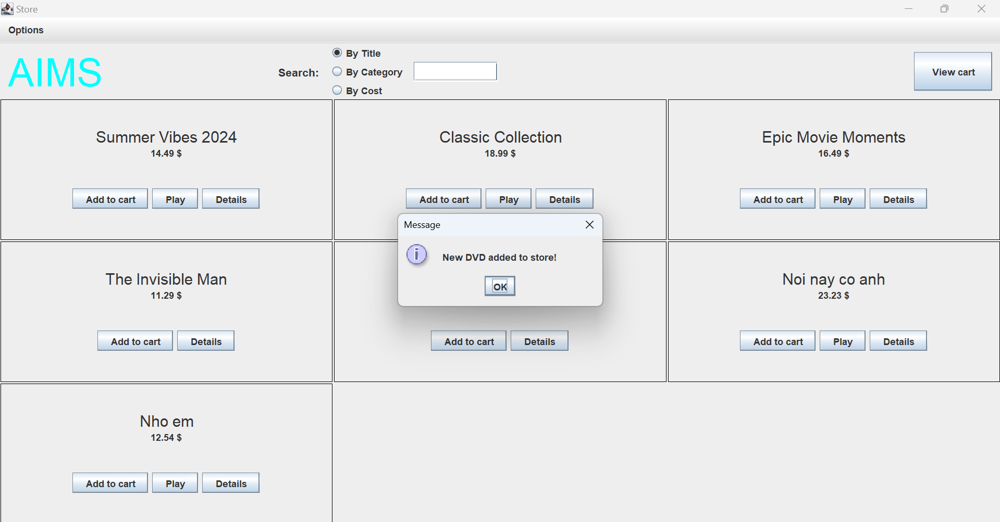 Store
Options
AIMS
Search:
By Title
By Category
By Cost
View cart
Summer Vibes 2024
14.49 $
Add to cart
Play
Details
Classic Collection
18.99 $
Add to cart
Play
Details
Epic Movie Moments
16.49 $
Add to cart
Play
Details
Message
i
New DVD added to store!
OK
The Invisible Man
11.29 $
Add to cart
Details
Add to cart
Details
Noi nay co anh
23.23 $
Add to cart
Play
Details
Nho em
12.54 $
Add to cart
Play
Details